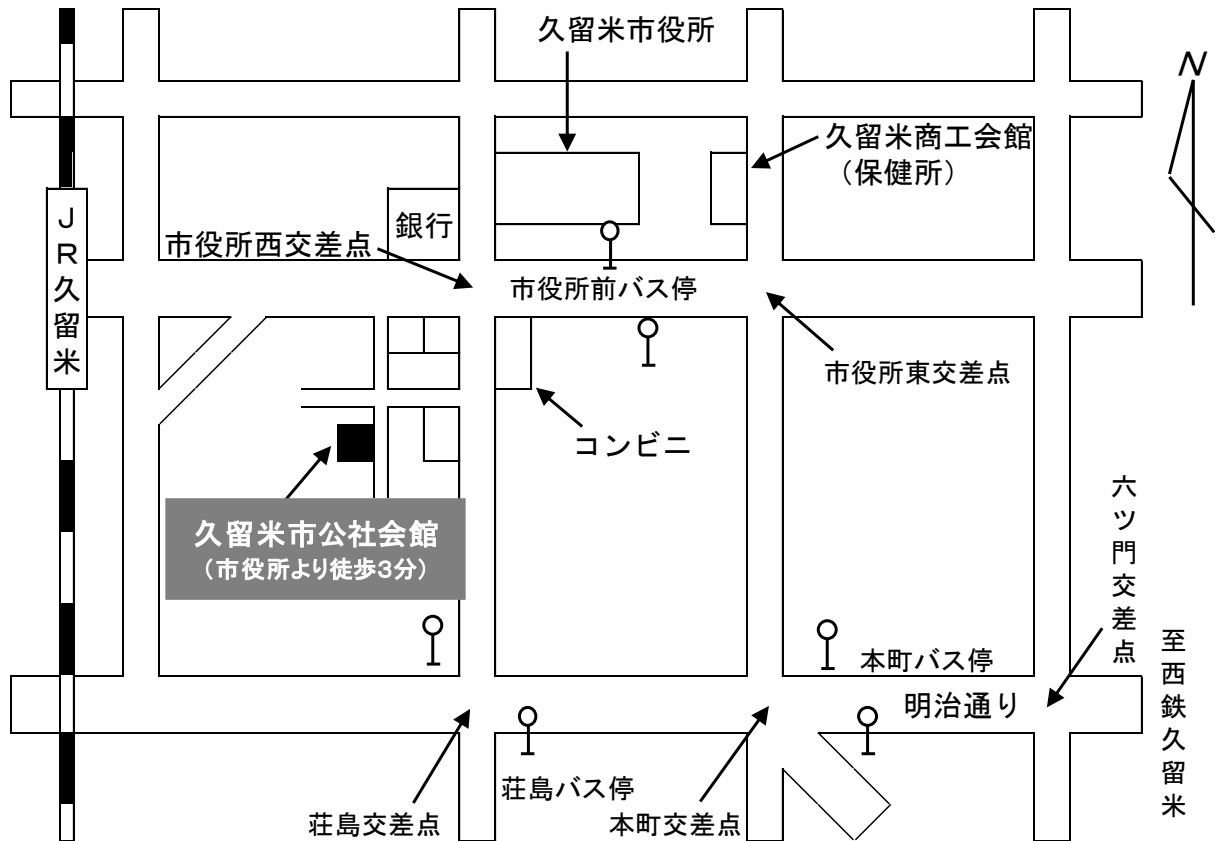 久留米市役所
N
久留米商工会館
（保健所）
銀行
市役所西交差点
JR久留米
市役所前バス停
市役所東交差点
コンビニ
久留米市公社会館
（市役所より徒歩3分）
六ツ門交差点
至西鉄久留米
本町バス停
明治通り
荘島バス停
荘島交差点
本町交差点